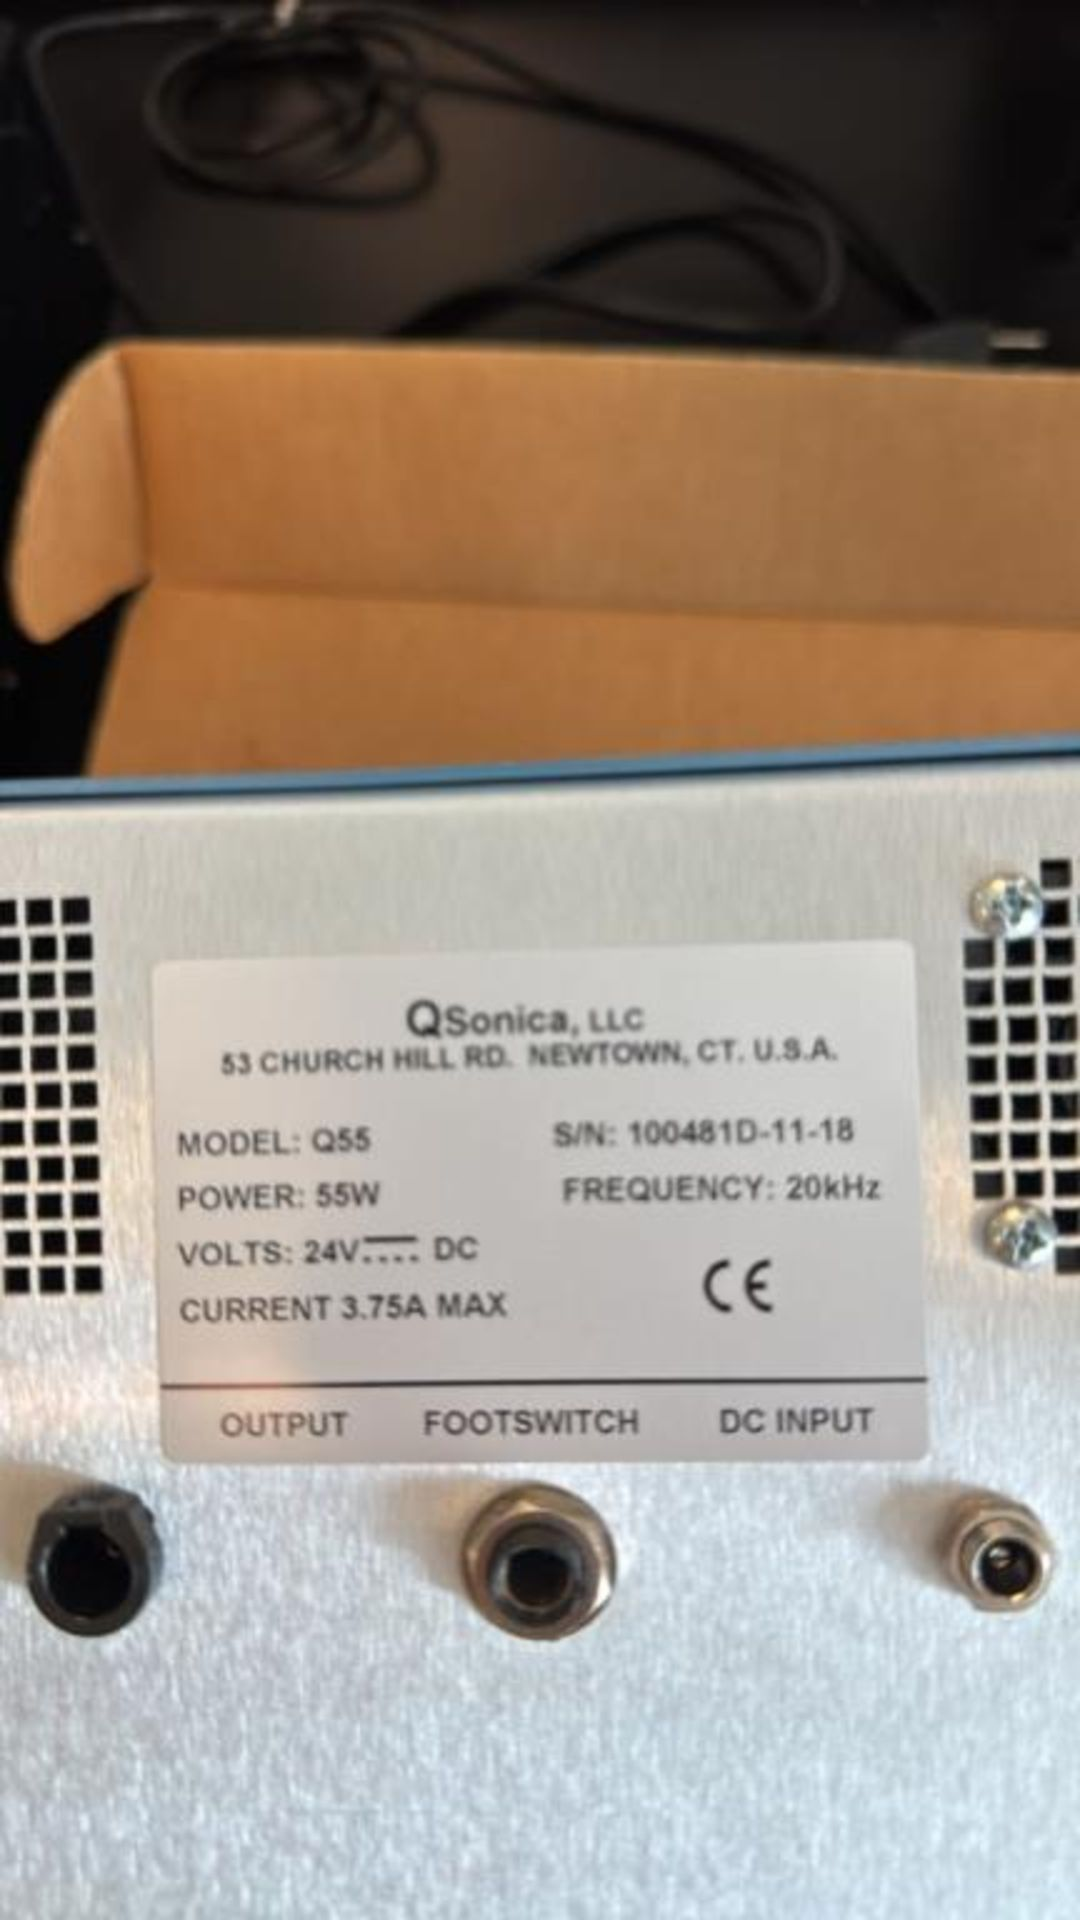 QSonica, LLC
53 CHURCH HILL RD. NEWTOWN, CT. U.S.A.
MODEL: Q55 S/N: 100481D-11-18
POWER: 55W FREQUENCY: 20kHz
VOLTS: 24V⎓ DC
CURRENT 3.75A MAX CE
OUTPUT FOOTSWITCH DC INPUT